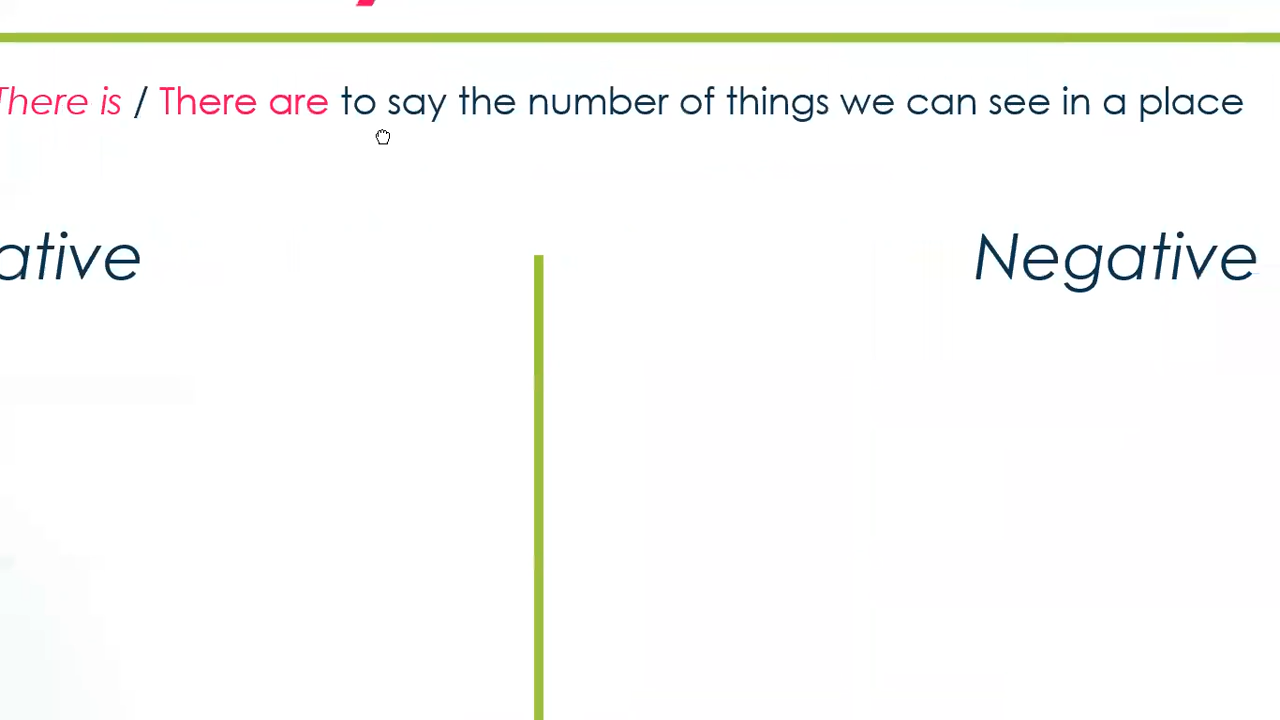 There is / There are to say the number of things we can see in a place
ative
Negative